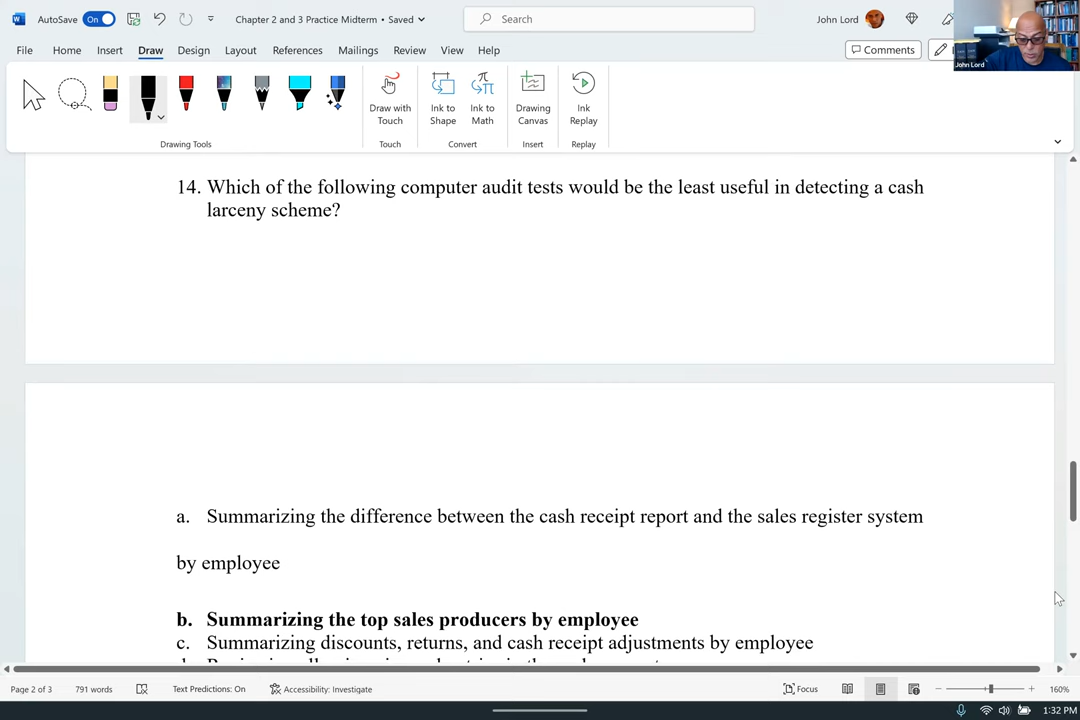 AutoSave On Chapter 2 and 3 Practice Midterm • Saved Search John Lord
File Home Insert Draw Design Layout References Mailings Review View Help Comments
John Lord
Draw with Touch
Ink to Shape
Ink to Math
Drawing Canvas
Ink Replay
Drawing Tools Touch Convert Insert Replay
14. Which of the following computer audit tests would be the least useful in detecting a cash
larceny scheme?
a. Summarizing the difference between the cash receipt report and the sales register system
by employee
b. Summarizing the top sales producers by employee
c. Summarizing discounts, returns, and cash receipt adjustments by employee
Page 2 of 3 791 words Text Predictions: On Accessibility: Investigate Focus 160%
1:32 PM